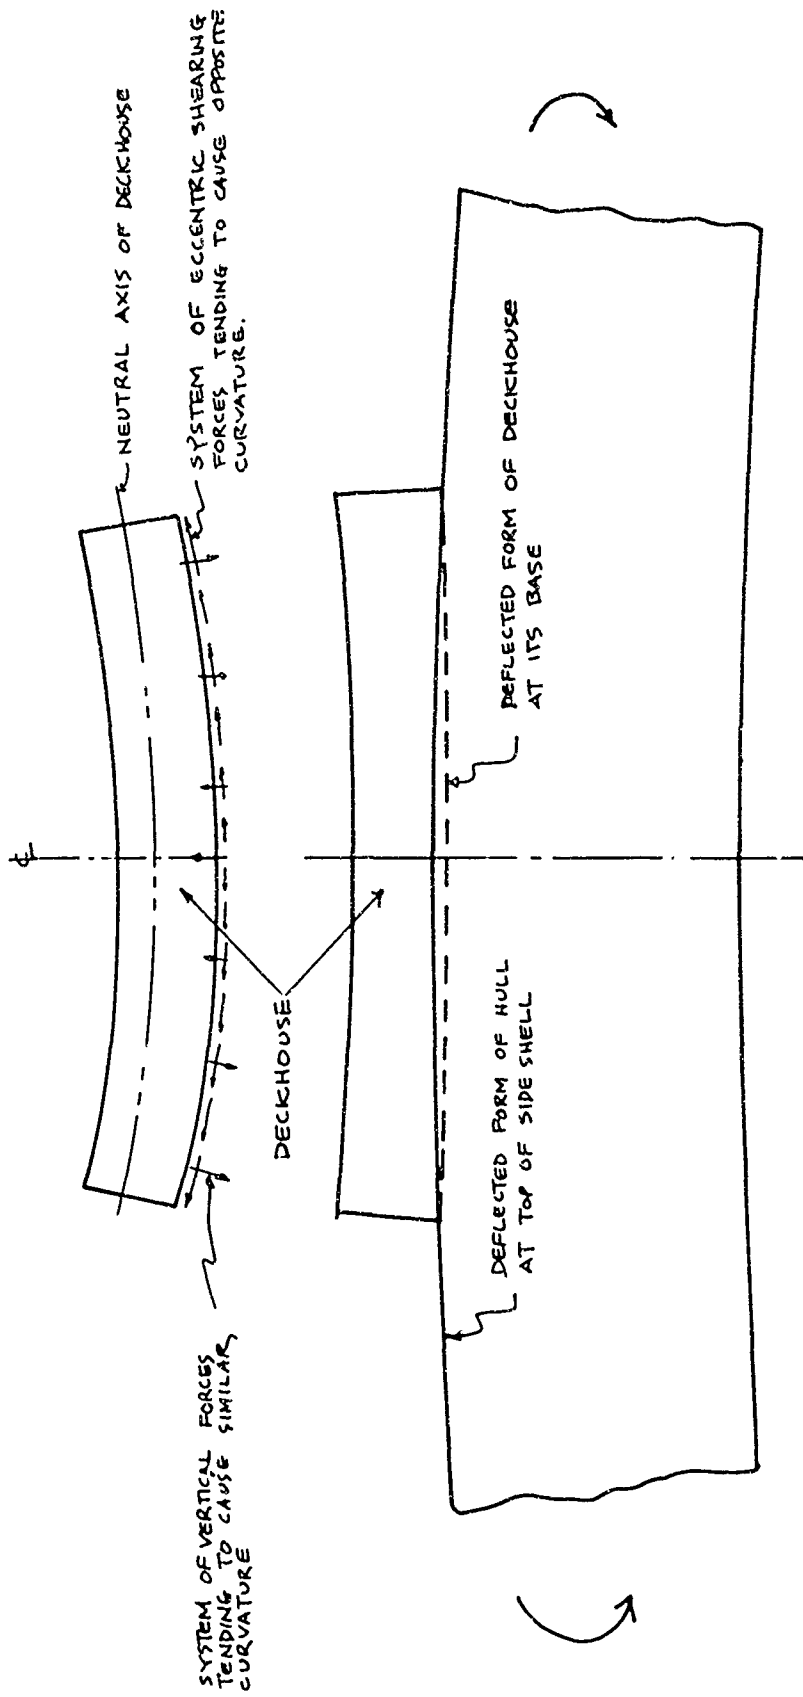 NEUTRAL AXIS OF DECKHOUSE
SYSTEM OF ECCENTRIC SHEARING
FORCES TENDING TO CAUSE OPPOSITE
CURVATURE.
SYSTEM OF VERTICAL FORCES
TENDING TO CAUSE SIMILAR
CURVATURE
℄
DECKHOUSE
DEFLECTED FORM OF HULL
AT TOP OF SIDE SHELL
DEFLECTED FORM OF DECKHOUSE
AT ITS BASE